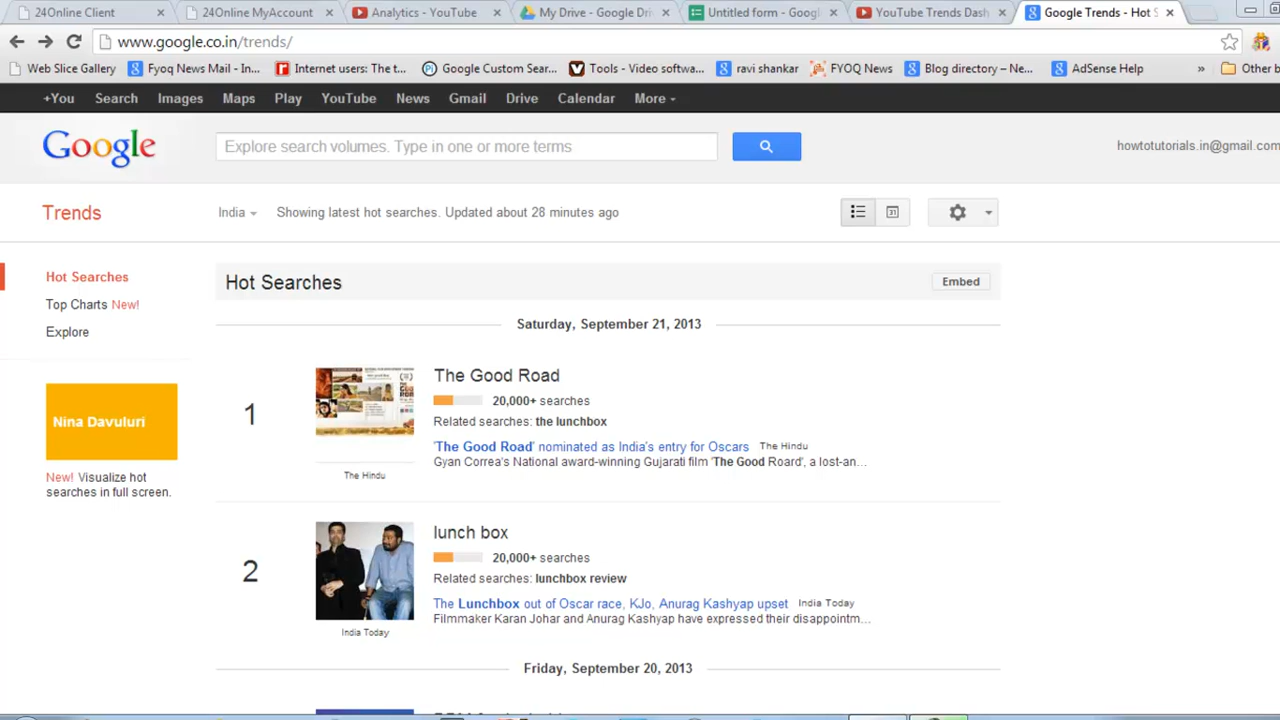 24Online Client
24Online MyAccount
Analytics - YouTube
My Drive - Google Dri
Untitled form - Googl
YouTube Trends Dash
Google Trends - Hot S
www.google.co.in/trends/
Web Slice Gallery
Fyoq News Mail - In...
Internet users: The t...
Google Custom Sear...
Tools - Video softwa...
ravi shankar
FYOQ News
Blog directory – Ne...
AdSense Help
»
Other b
+You Search Images Maps Play YouTube News Gmail Drive Calendar More
Google
Explore search volumes. Type in one or more terms
howtotutorials.in@gmail.com
Trends
India
Showing latest hot searches. Updated about 28 minutes ago
31
Hot Searches
Top Charts New!
Explore
Nina Davuluri
New! Visualize hot
searches in full screen.
Hot Searches
Embed
Saturday, September 21, 2013
1
The Hindu
The Good Road
20,000+ searches
Related searches: the lunchbox
'The Good Road' nominated as India's entry for Oscars The Hindu
Gyan Correa's National award-winning Gujarati film 'The Good Roard', a lost-an...
2
India Today
lunch box
20,000+ searches
Related searches: lunchbox review
The Lunchbox out of Oscar race, KJo, Anurag Kashyap upset India Today
Filmmaker Karan Johar and Anurag Kashyap have expressed their disappointm...
Friday, September 20, 2013